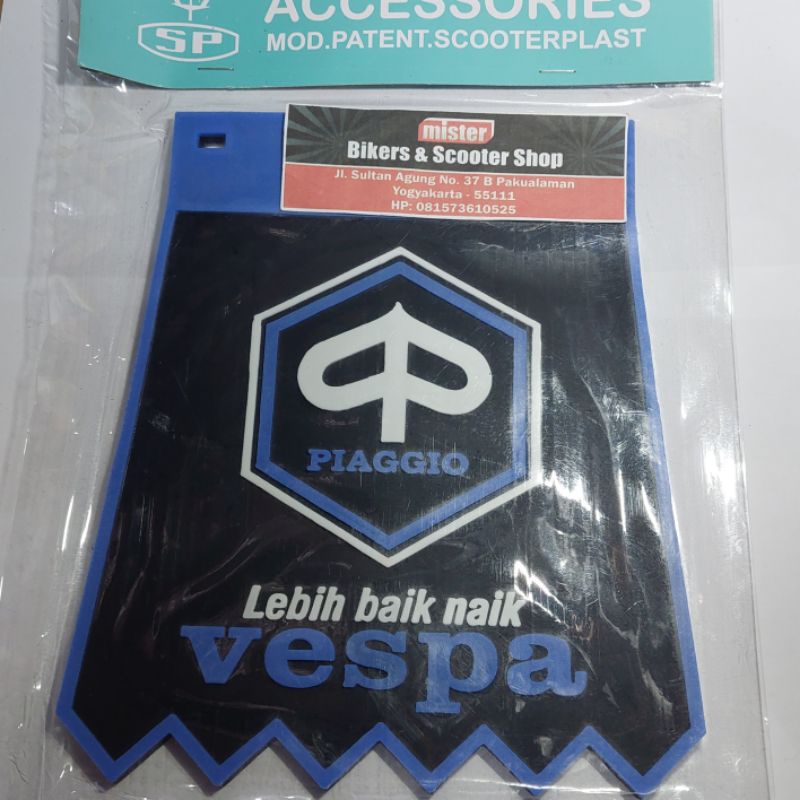 ACCESSORIES
SP
MOD.PATENT.SCOOTERPLAST
mister
Bikers & Scooter Shop
Jl. Sultan Agung No. 37 B Pakualaman
Yogyakarta - 55111
HP: 081573610525
PIAGGIO
Lebih baik naik
vespa